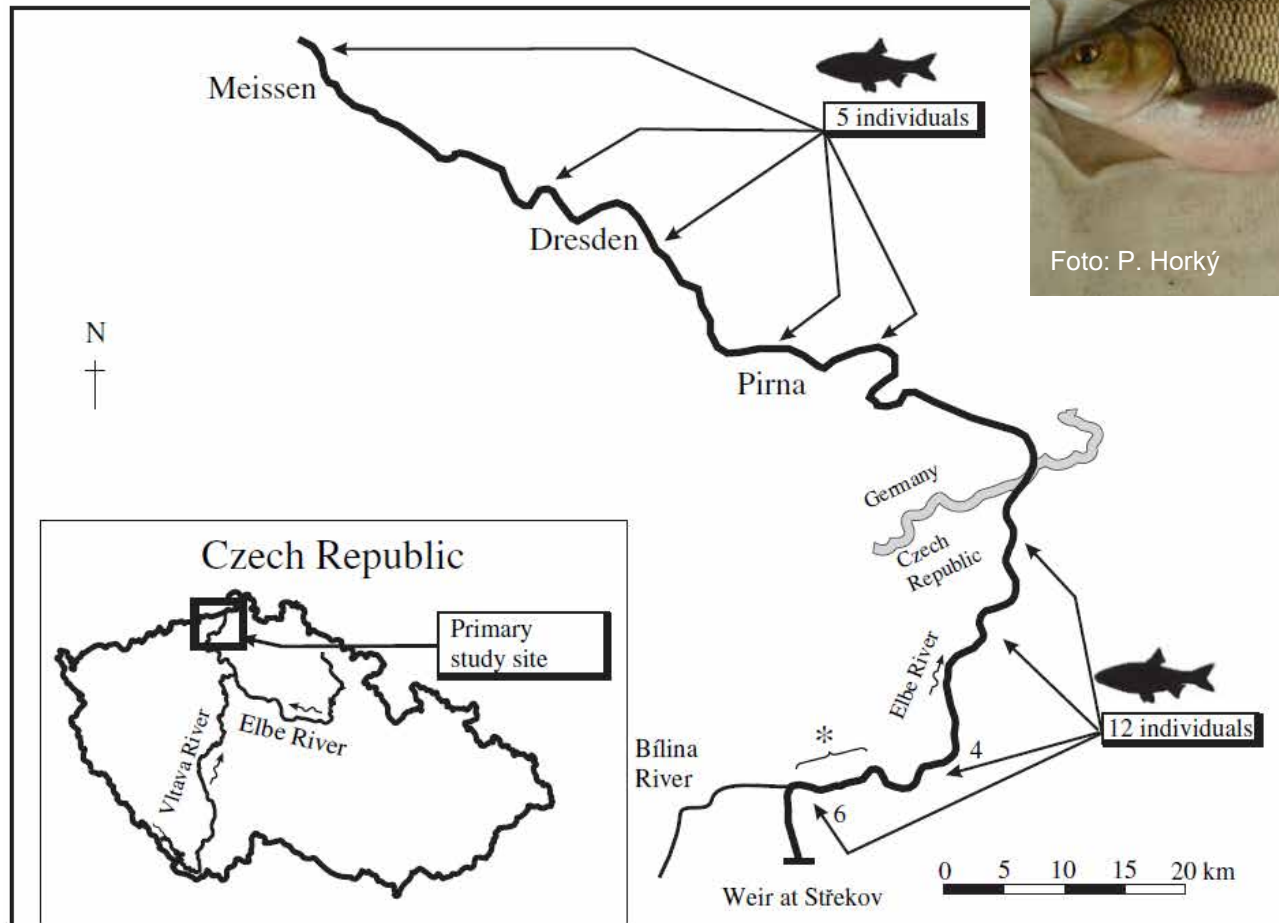 Meissen
5 individuals
Dresden
Foto: P. Horký
N
Pirna
Germany
Czech
Republic
Czech Republic
Primary
study site
Elbe River
Vltava River
Elbe River
12 individuals
Bílina
River
*
4
6
Weir at Střekov
0 5 10 15 20 km